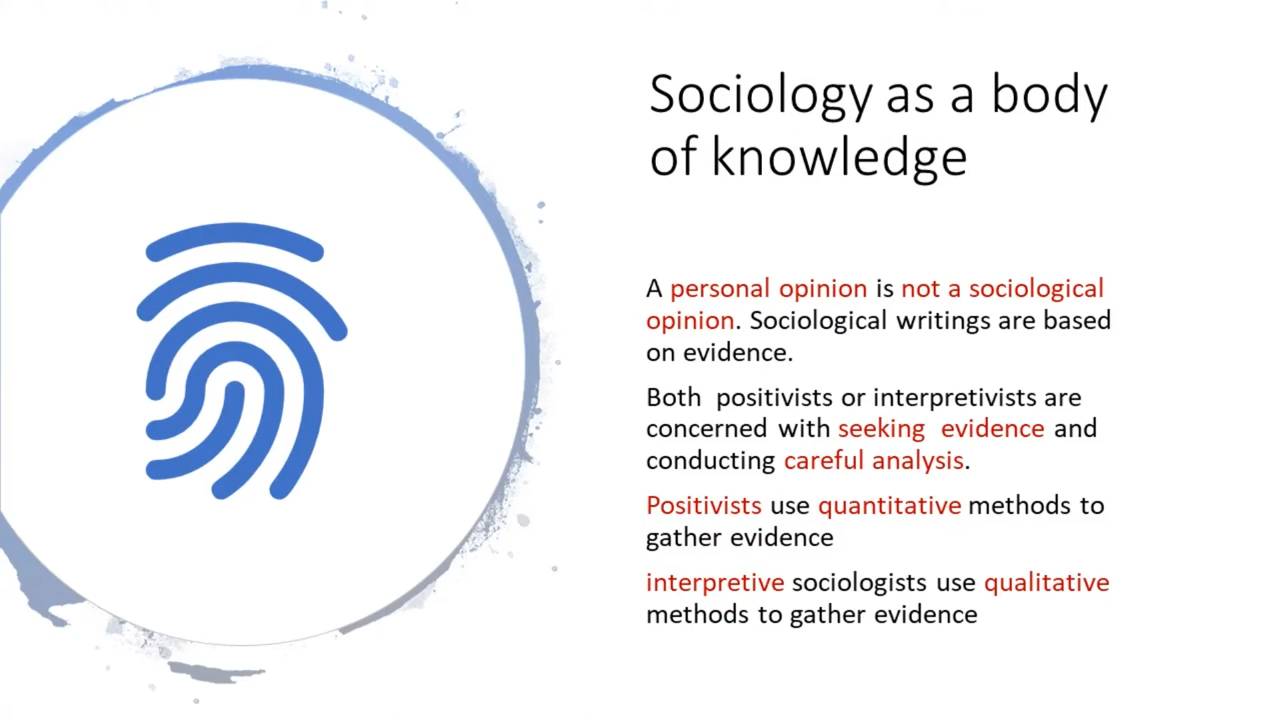 Sociology as a body
of knowledge
A personal opinion is not a sociological
opinion. Sociological writings are based
on evidence.
Both  positivists or interpretivists are
concerned with seeking  evidence and
conducting careful analysis.
Positivists use quantitative methods to
gather evidence
interpretive sociologists use qualitative
methods to gather evidence